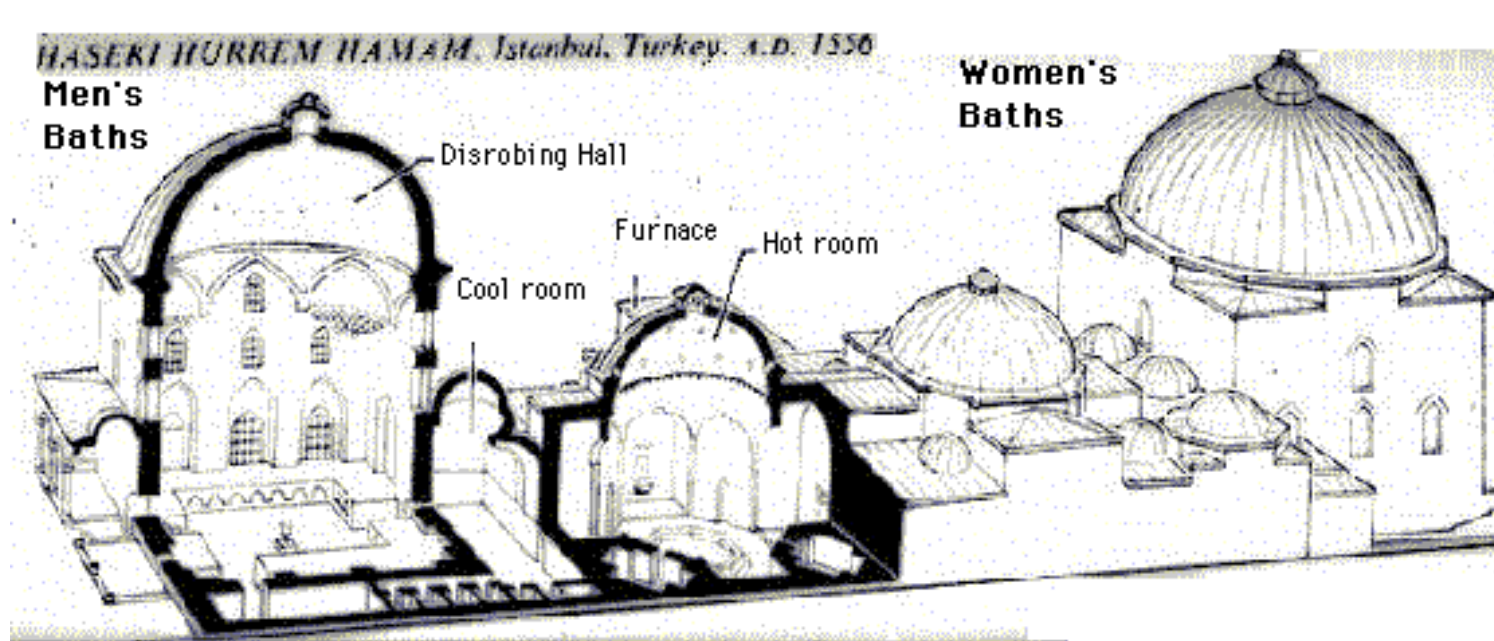 HASEKI HURREM HAMAM, Istanbul, Turkey. A.D. 1556
Men's
Baths
Women's
Baths
Disrobing Hall
Furnace
Hot room
Cool room